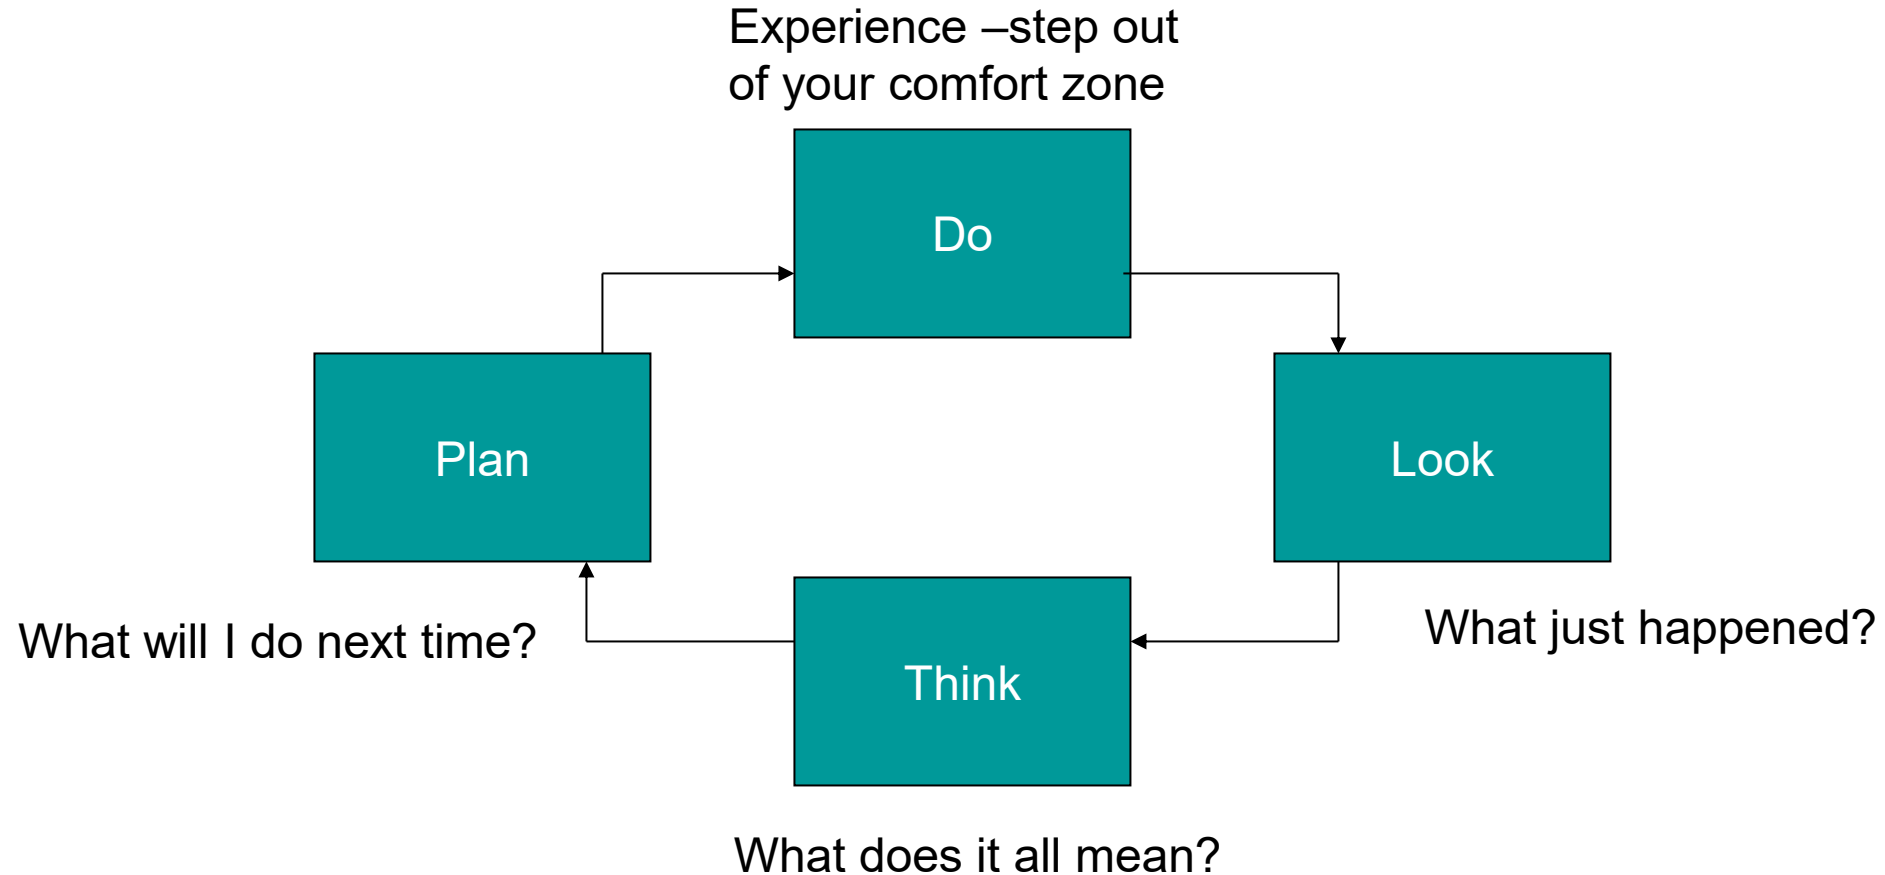 Experience –step out
of your comfort zone
Do
Plan
Look
What will I do next time?
What just happened?
Think
What does it all mean?